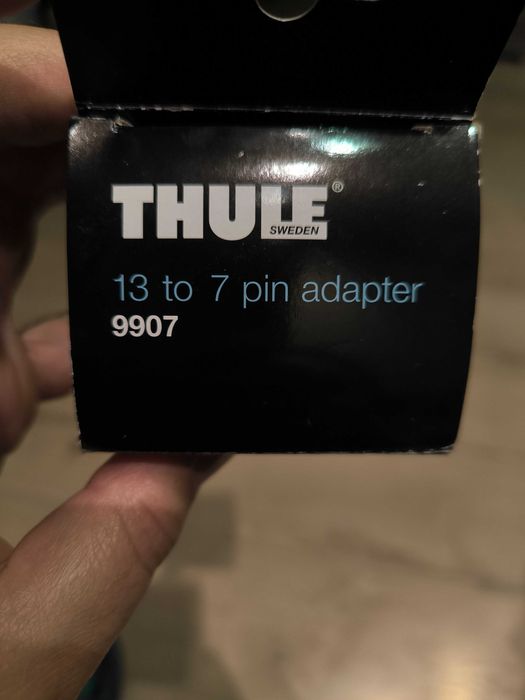 THULE®
SWEDEN
13 to 7 pin adapter
9907